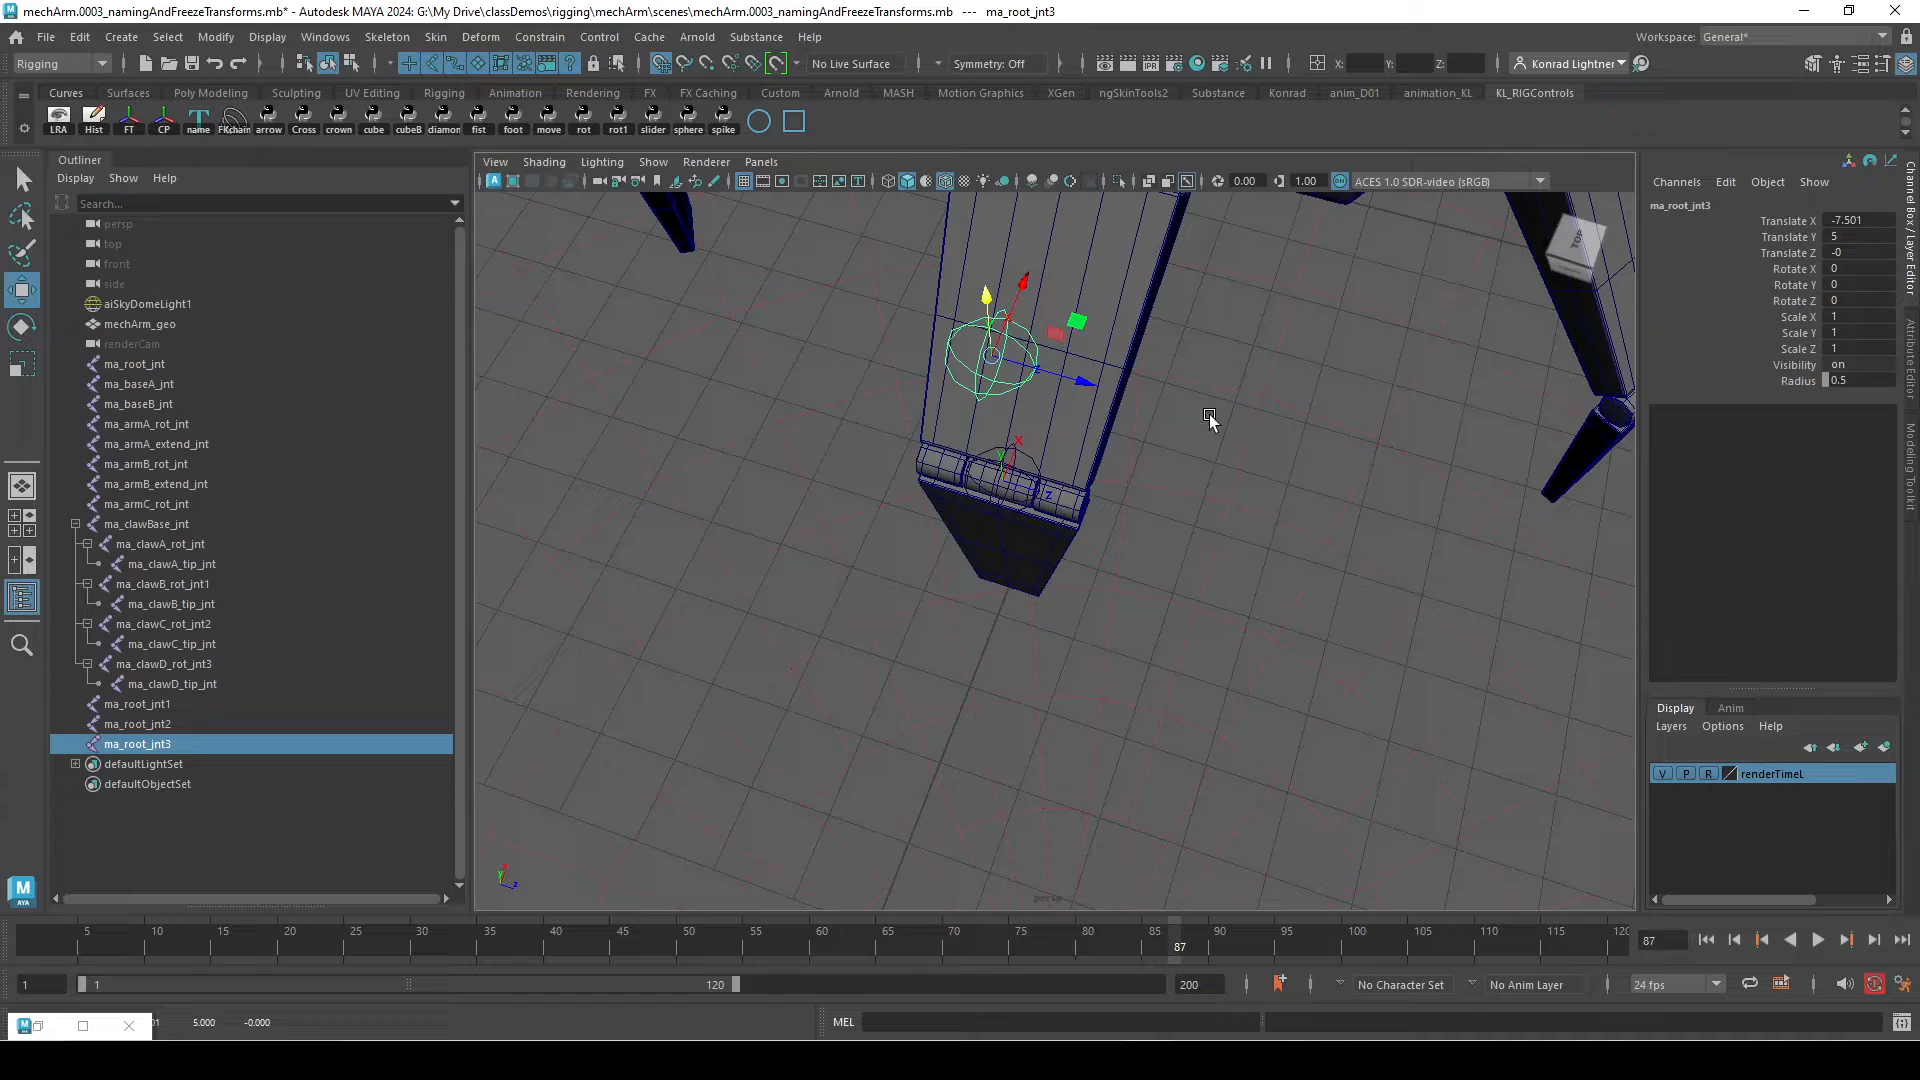 mechArm.0003_namingAndFreezeTransforms.mb* - Autodesk MAYA 2024: G:\My Drive\classDemos\rigging\mechArm\scenes\mechArm.0003_namingAndFreezeTransforms.mb --- ma_root_jnt3
File Edit Create Select Modify Display Windows Skeleton Skin Deform Constrain Control Cache Arnold Substance Help
Workspace: General*
Rigging No Live Surface Symmetry: Off X: Y: Z: Konrad Lightner
Curves Surfaces Poly Modeling Sculpting UV Editing Rigging Animation Rendering FX FX Caching Custom Arnold MASH Motion Graphics XGen ngSkinTools2 Substance Konrad anim_D01 animation_KL KL_RIGControls
LRA Hist FT CP name FKchain arrow Cross crown cube cubeB diamon fist foot move rot rot1 slider sphere spike
Outliner
Display Show Help
Search...
persp
top
front
side
aiSkyDomeLight1
mechArm_geo
renderCam
ma_root_jnt
ma_baseA_jnt
ma_baseB_jnt
ma_armA_rot_jnt
ma_armA_extend_jnt
ma_armB_rot_jnt
ma_armB_extend_jnt
ma_armC_rot_jnt
ma_clawBase_jnt
ma_clawA_rot_jnt
ma_clawA_tip_jnt
ma_clawB_rot_jnt1
ma_clawB_tip_jnt
ma_clawC_rot_jnt2
ma_clawC_tip_jnt
ma_clawD_rot_jnt3
ma_clawD_tip_jnt
ma_root_jnt1
ma_root_jnt2
ma_root_jnt3
defaultLightSet
defaultObjectSet
View Shading Lighting Show Renderer Panels
0.00 1.00 ACES 1.0 SDR-video (sRGB)
TOP
z
x
y
z
persp
y
z
Channels Edit Object Show
ma_root_jnt3
Translate X -7.501
Translate Y 5
Translate Z -0
Rotate X 0
Rotate Y 0
Rotate Z 0
Scale X 1
Scale Y 1
Scale Z 1
Visibility on
Radius 0.5
Channel Box / Layer Editor
Attribute Editor
Modeling Toolkit
Display Anim
Layers Options Help
V P R renderTimeL
5 10 15 20 25 30 35 40 45 50 55 60 65 70 75 80 85 90 95 100 105 110 115 120
87
87
1 1 120 200 No Character Set No Anim Layer 24 fps
5.000 -0.000
MEL